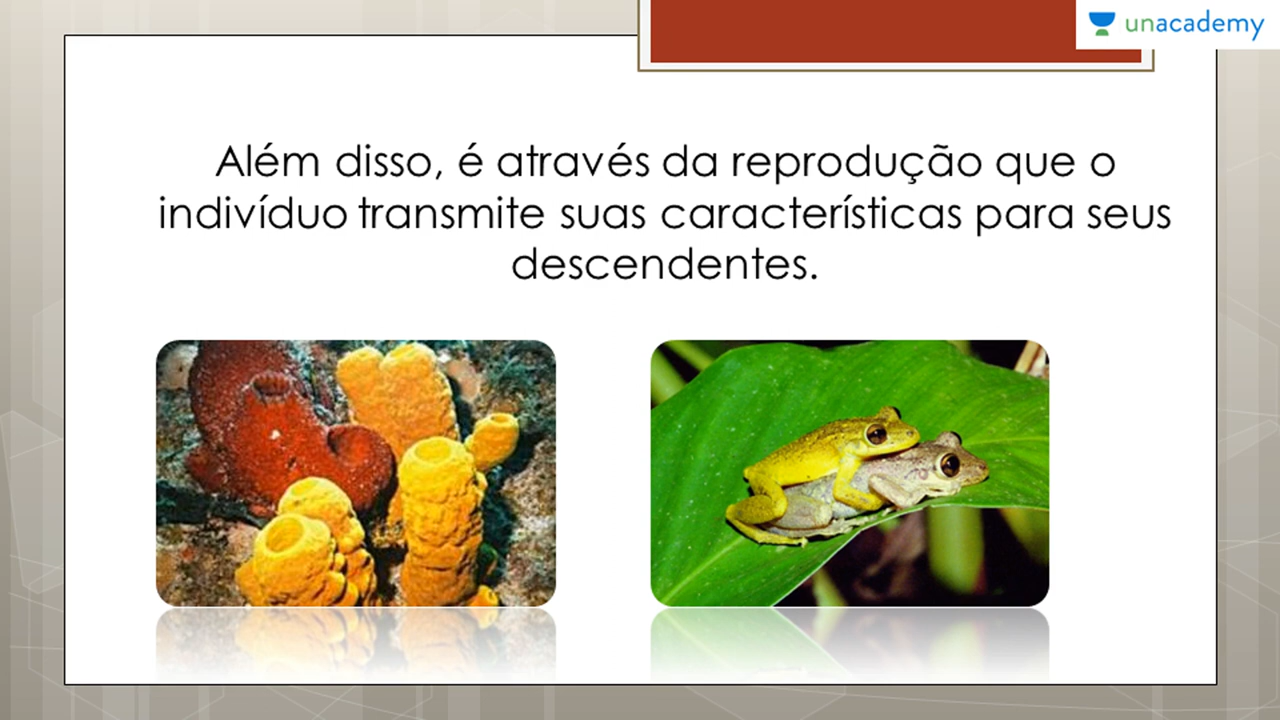 unacademy
Além disso, é através da reprodução que o
indivíduo transmite suas características para seus
descendentes.